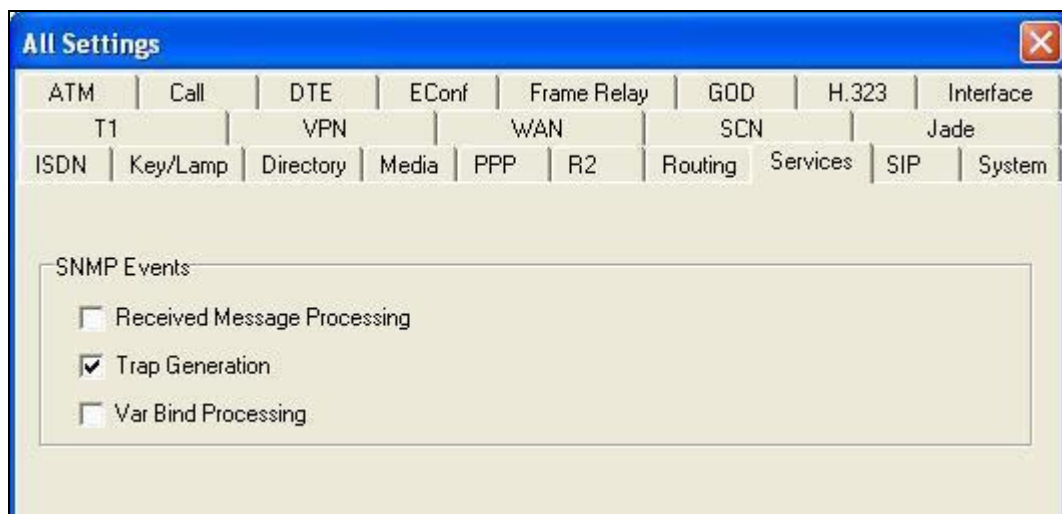 All Settings
ATM Call DTE EConf Frame Relay GOD H.323 Interface
T1 VPN WAN SCN Jade
ISDN Key/Lamp Directory Media PPP R2 Routing Services SIP System
SNMP Events
Received Message Processing
Trap Generation
Var Bind Processing